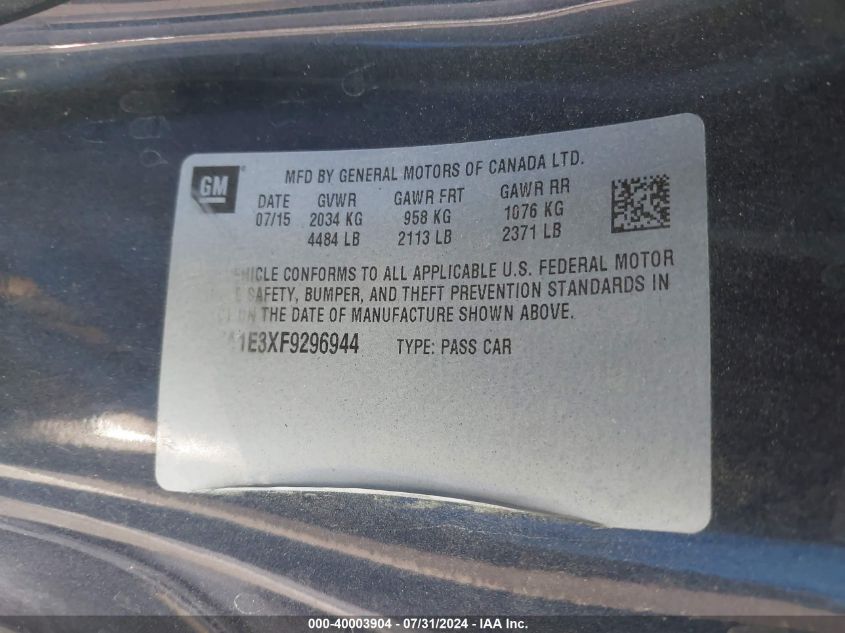 GM
MFD BY GENERAL MOTORS OF CANADA LTD.
DATE GVWR GAWR FRT GAWR RR
07/15 2034 KG 958 KG 1076 KG
4484 LB 2113 LB 2371 LB
CONFORMS TO ALL APPLICABLE U.S. FEDERAL MOTOR
SAFETY, BUMPER, AND THEFT PREVENTION STANDARDS IN
ON THE DATE OF MANUFACTURE SHOWN ABOVE.
1E3XF9296944 TYPE: PASS CAR
000-40003904 / 07/31/2024 - IAA Inc.